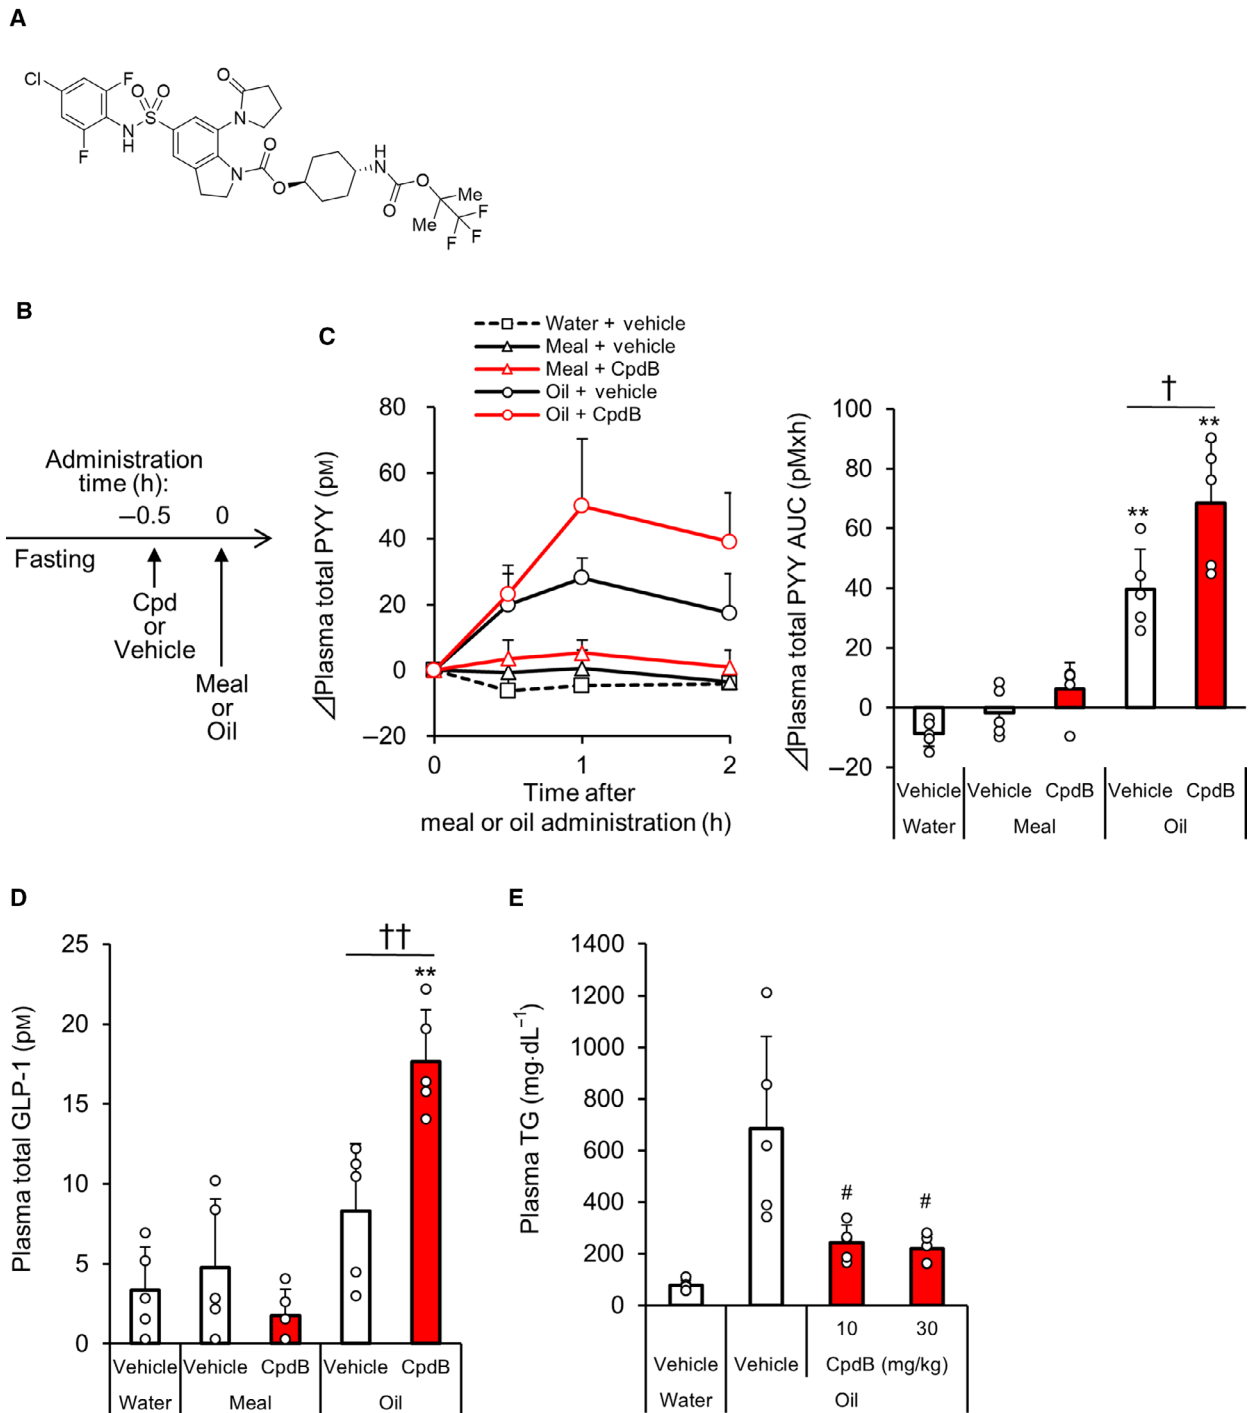 A
Cl
F
O
O
O
S
N
H
F
N
O
N
O
O
H
N
O
O
Me
Me
F
F
F
B
Administration
time (h):
–0.5 0
Fasting
Cpd
or
Vehicle
Meal
or
Oil
C
Water + vehicle
Meal + vehicle
Meal + CpdB
Oil + vehicle
Oil + CpdB
⊿Plasma total PYY (pM)
80
60
40
20
0
–20
0 1 2
Time after
meal or oil administration (h)
⊿Plasma total PYY AUC (pMxh)
100
80
60
40
20
0
–20
†
**
**
Vehicle Vehicle CpdB Vehicle CpdB
Water Meal Oil
D
Plasma total GLP-1 (pM)
25
20
15
10
5
0
††
**
Vehicle Vehicle CpdB Vehicle CpdB
Water Meal Oil
E
Plasma TG (mg·dL−1)
1400
1200
1000
800
600
400
200
0
# #
10 30
Vehicle Vehicle CpdB (mg/kg)
Water Oil